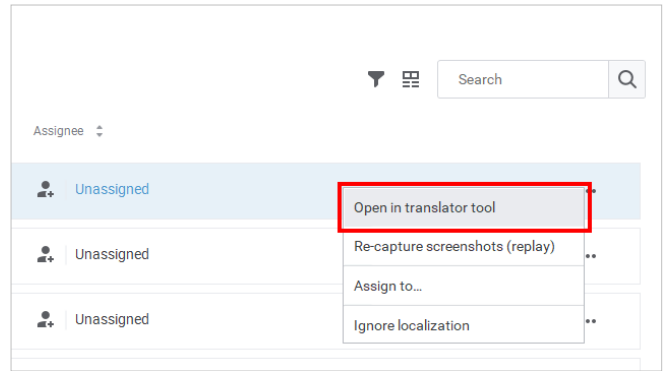 Search
Assignee
Unassigned
Open in translator tool
Unassigned
Re-capture screenshots (replay)
Assign to...
Unassigned
Ignore localization